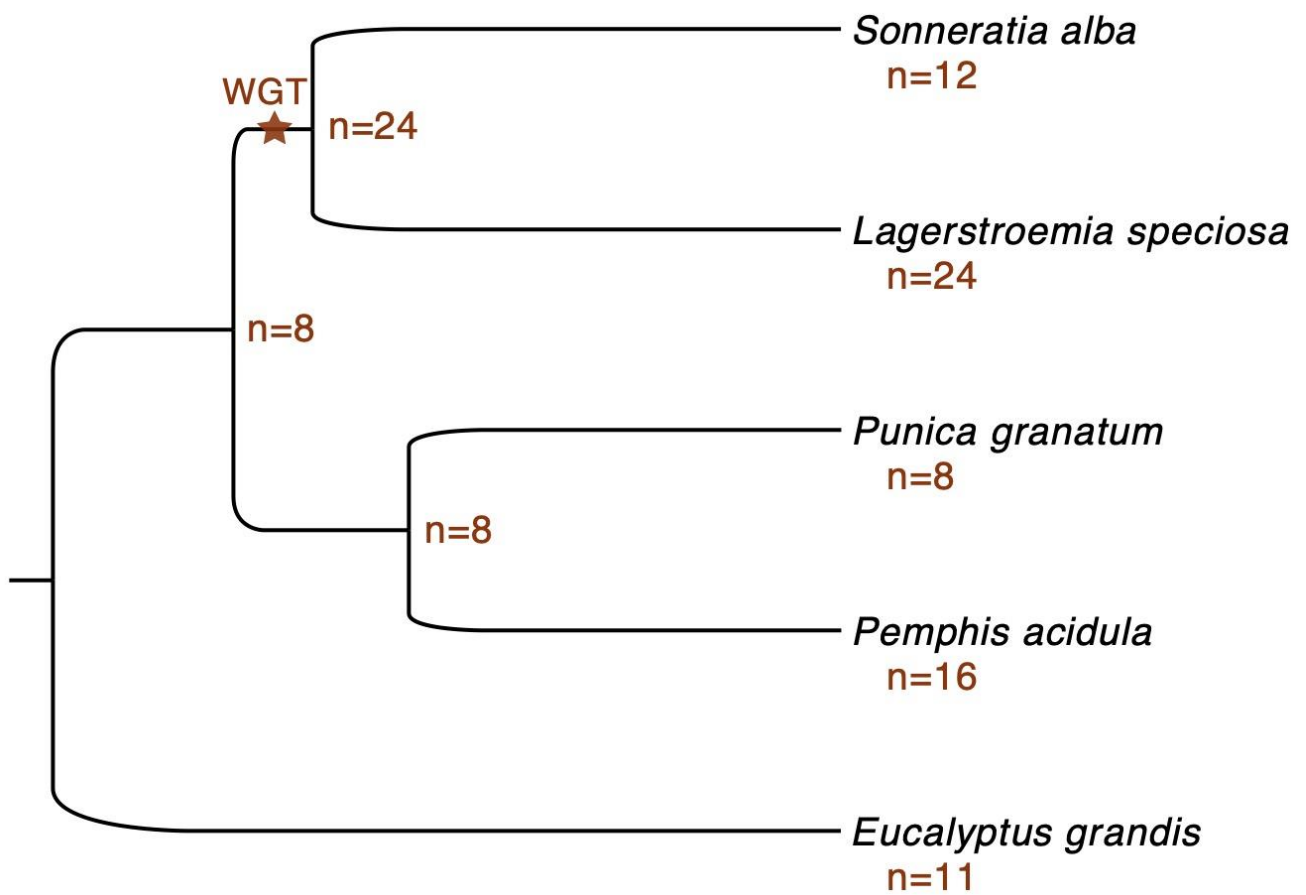 Sonneratia alba
n=12
WGT
n=24
Lagerstroemia speciosa
n=24
n=8
Punica granatum
n=8
n=8
Pemphis acidula
n=16
Eucalyptus grandis
n=11